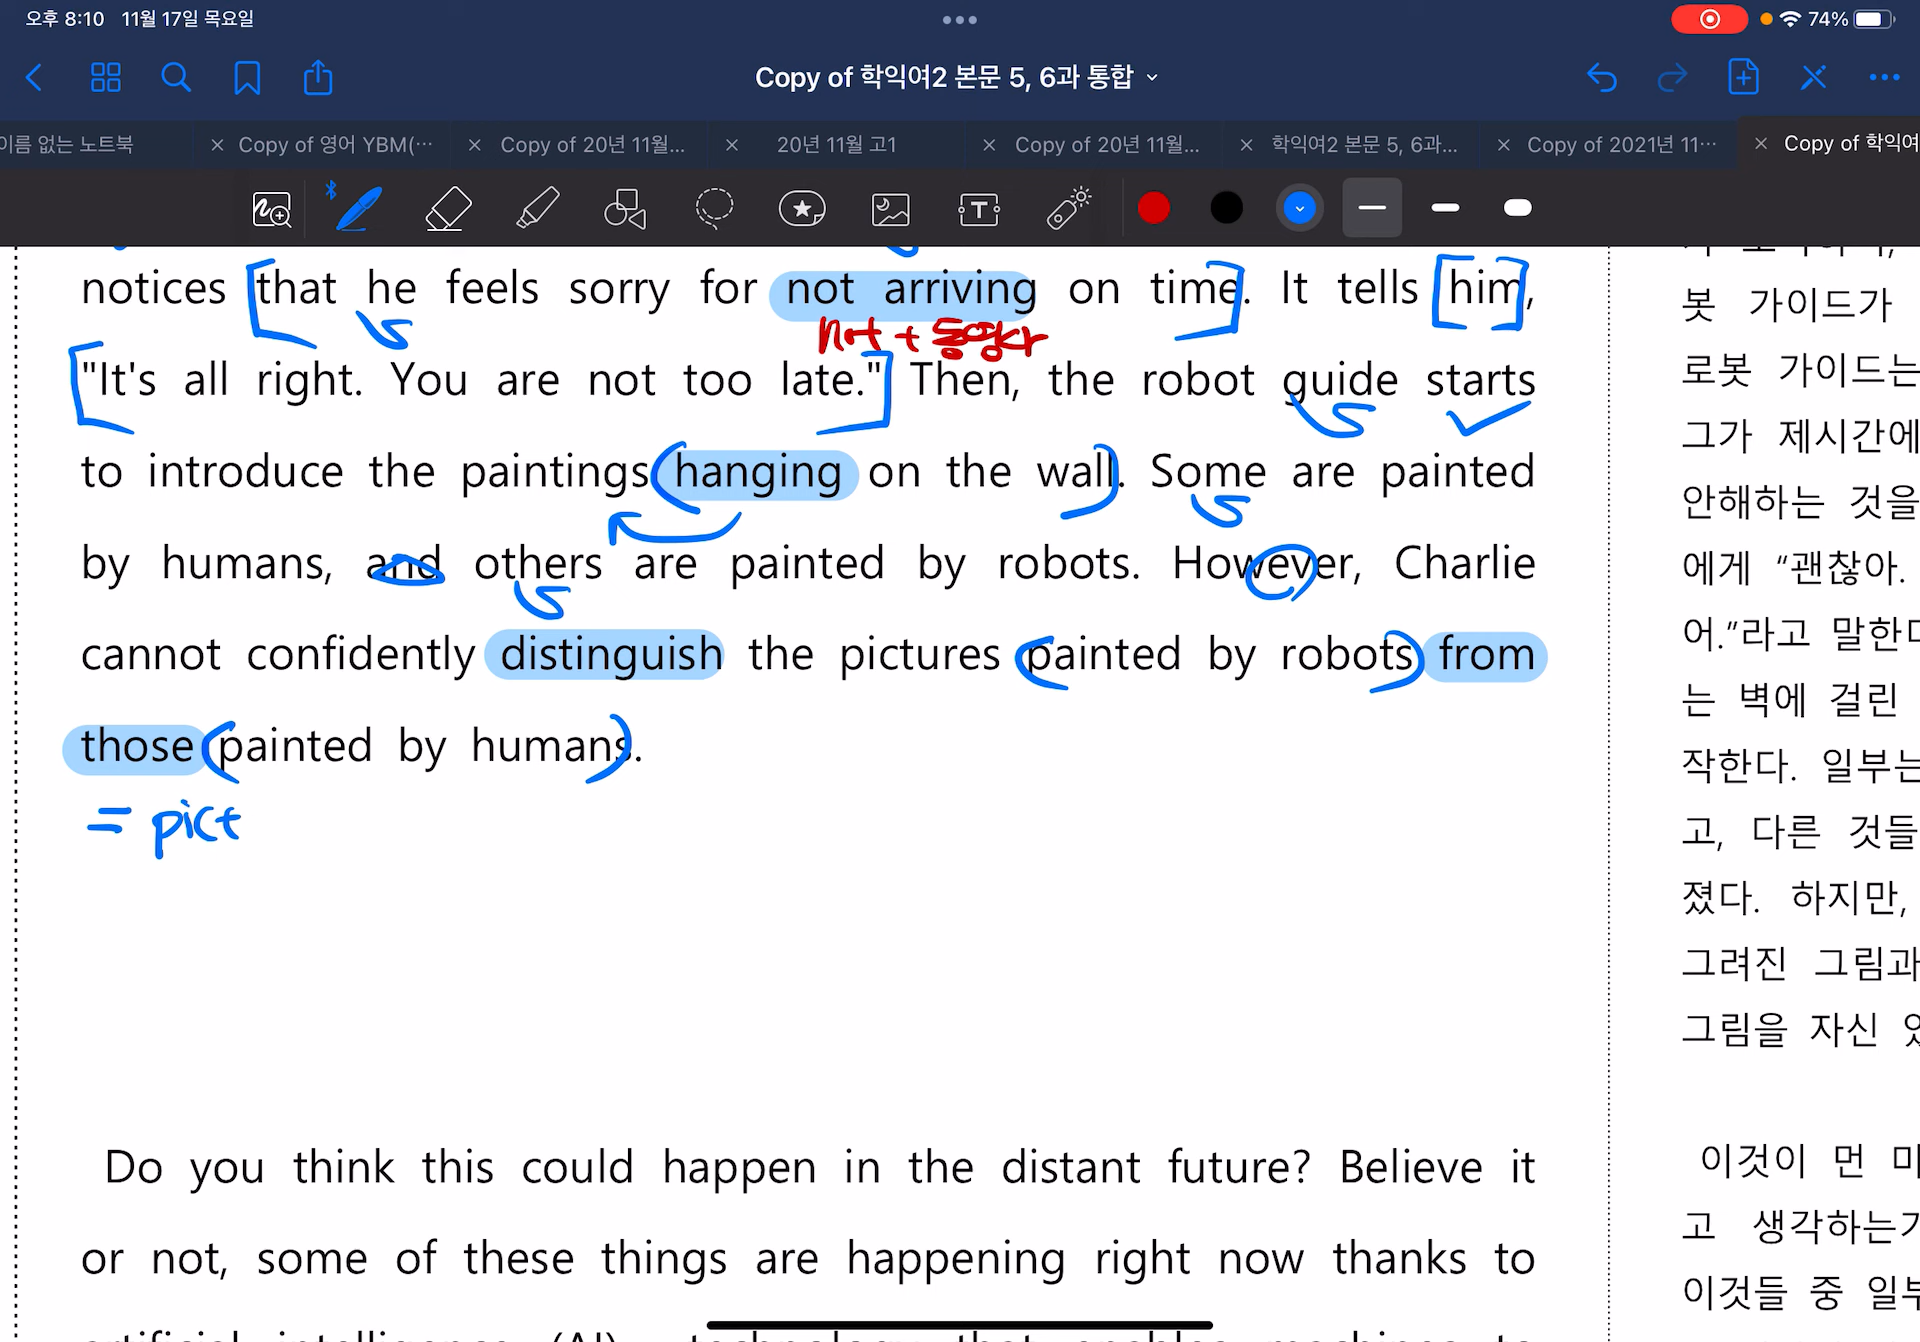 오후 8:10 11월 17일 목요일
74%
Copy of 학익여2 본문 5, 6과 통합
이름 없는 노트북
Copy of 영어 YBM(···
Copy of 20년 11월...
20년 11월 고1
Copy of 20년 11월...
학익여2 본문 5, 6과...
Copy of 2021년 11···
Copy of 학익여
notices that he feels sorry for not arriving on time. It tells him,
not + 동명사
"It's all right. You are not too late." Then, the robot guide starts
to introduce the paintings hanging on the wall. Some are painted
by humans, and others are painted by robots. However, Charlie
cannot confidently distinguish the pictures painted by robots from
those painted by humans.
= pict
Do you think this could happen in the distant future? Believe it
or not, some of these things are happening right now thanks to
artificial intelligence (AI), technology that enables machines to
봇 가이드가
로봇 가이드는
그가 제시간에
안해하는 것을
에게 “괜찮아.
어.”라고 말한다
는 벽에 걸린
작한다. 일부는
고, 다른 것들
졌다. 하지만,
그려진 그림과
그림을 자신 있
이것이 먼 미
고 생각하는가
이것들 중 일부